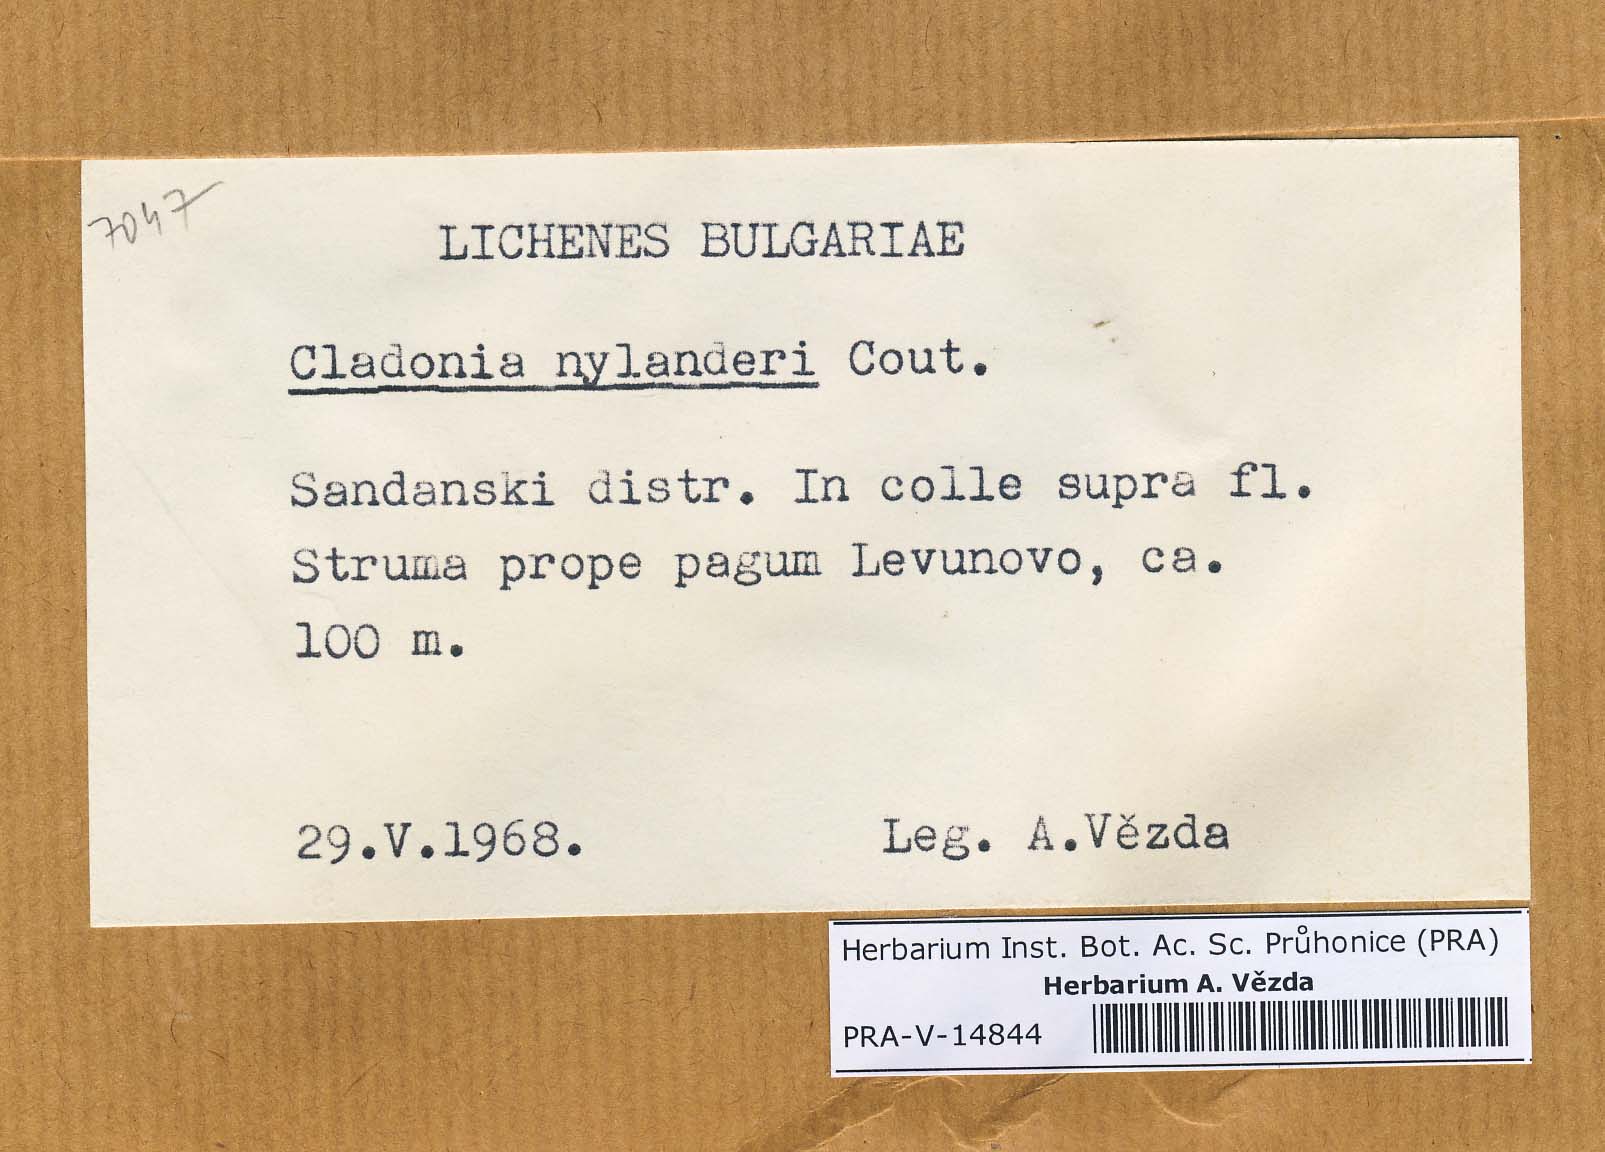 7047
LICHENES BULGARIAE
Cladonia nylanderi Cout.
Sandanski distr. In colle supra fl.
Struma prope pagum Levunovo, ca.
100 m.
29.V.1968. Leg. A.Vězda
Herbarium Inst. Bot. Ac. Sc. Průhonice (PRA)
Herbarium A. Vězda
PRA-V-14844